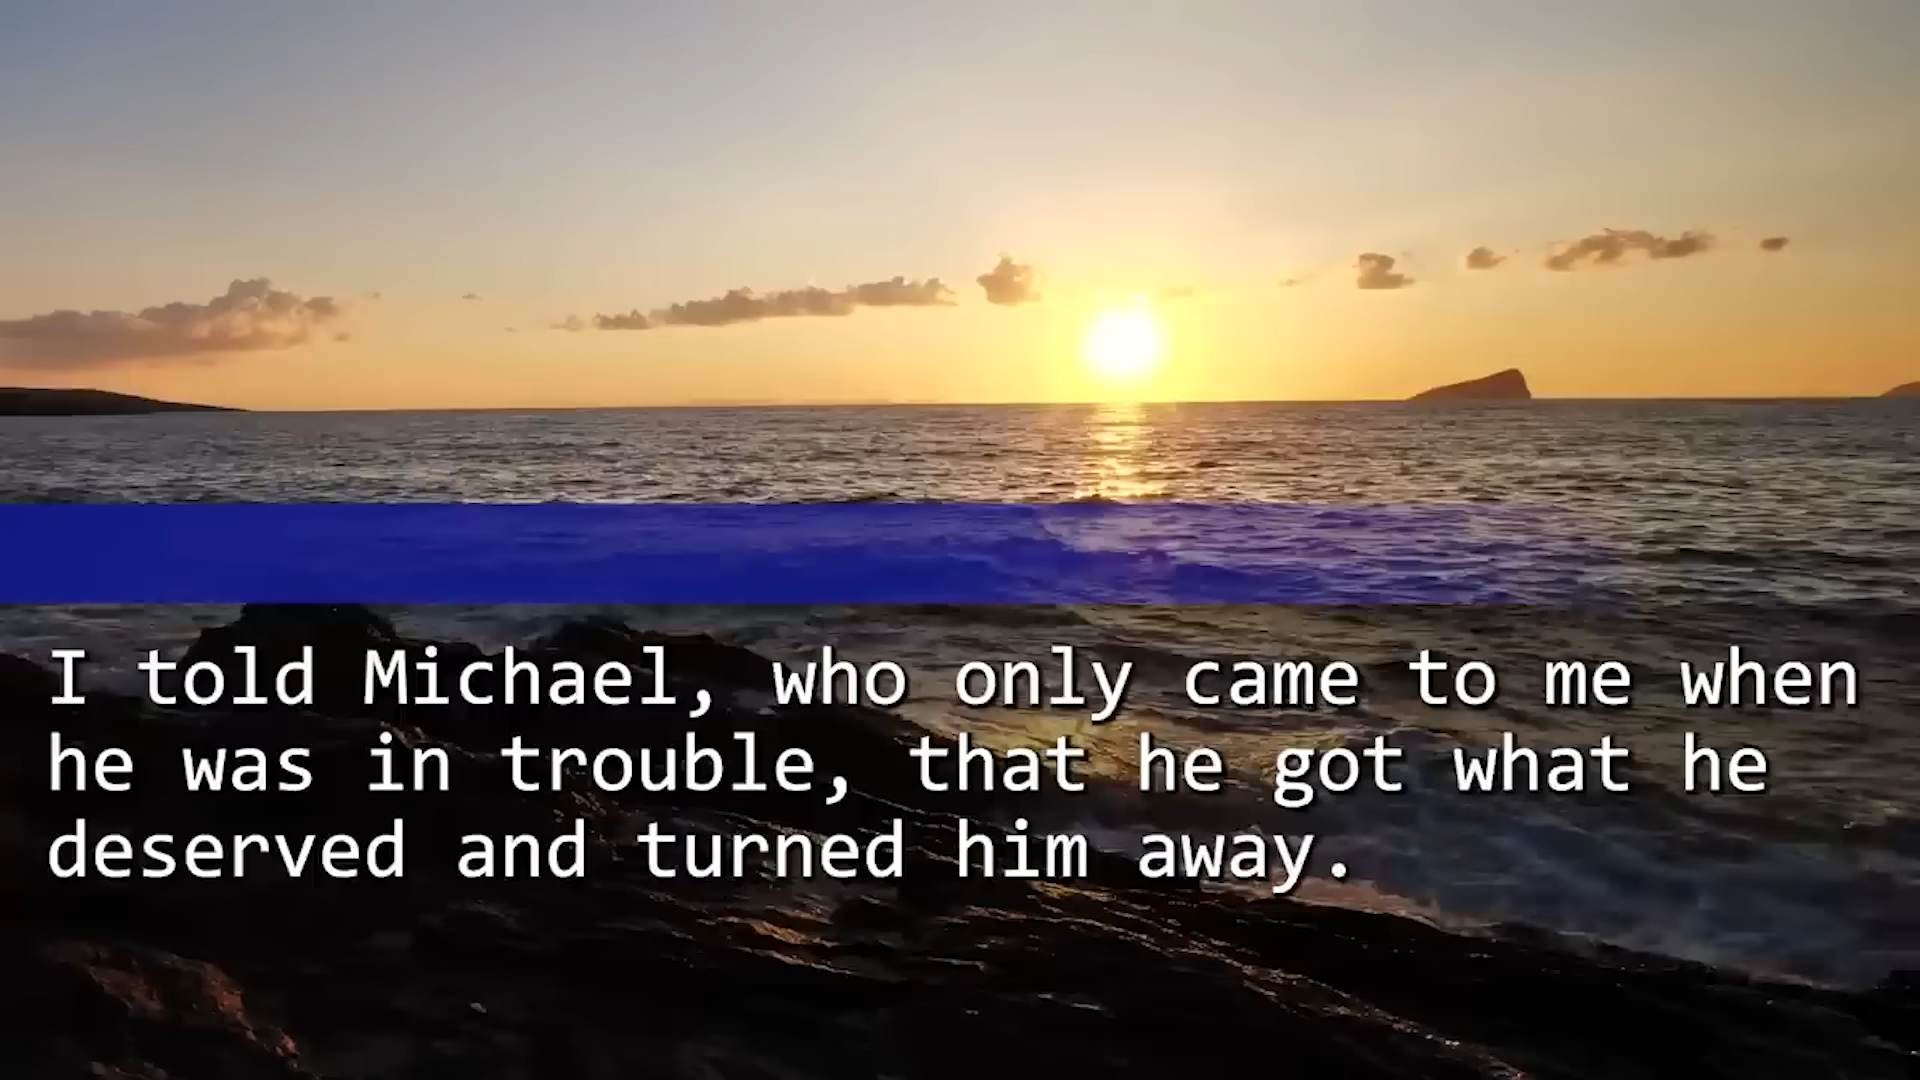 I told Michael, who only came to me when
he was in trouble, that he got what he
deserved and turned him away.